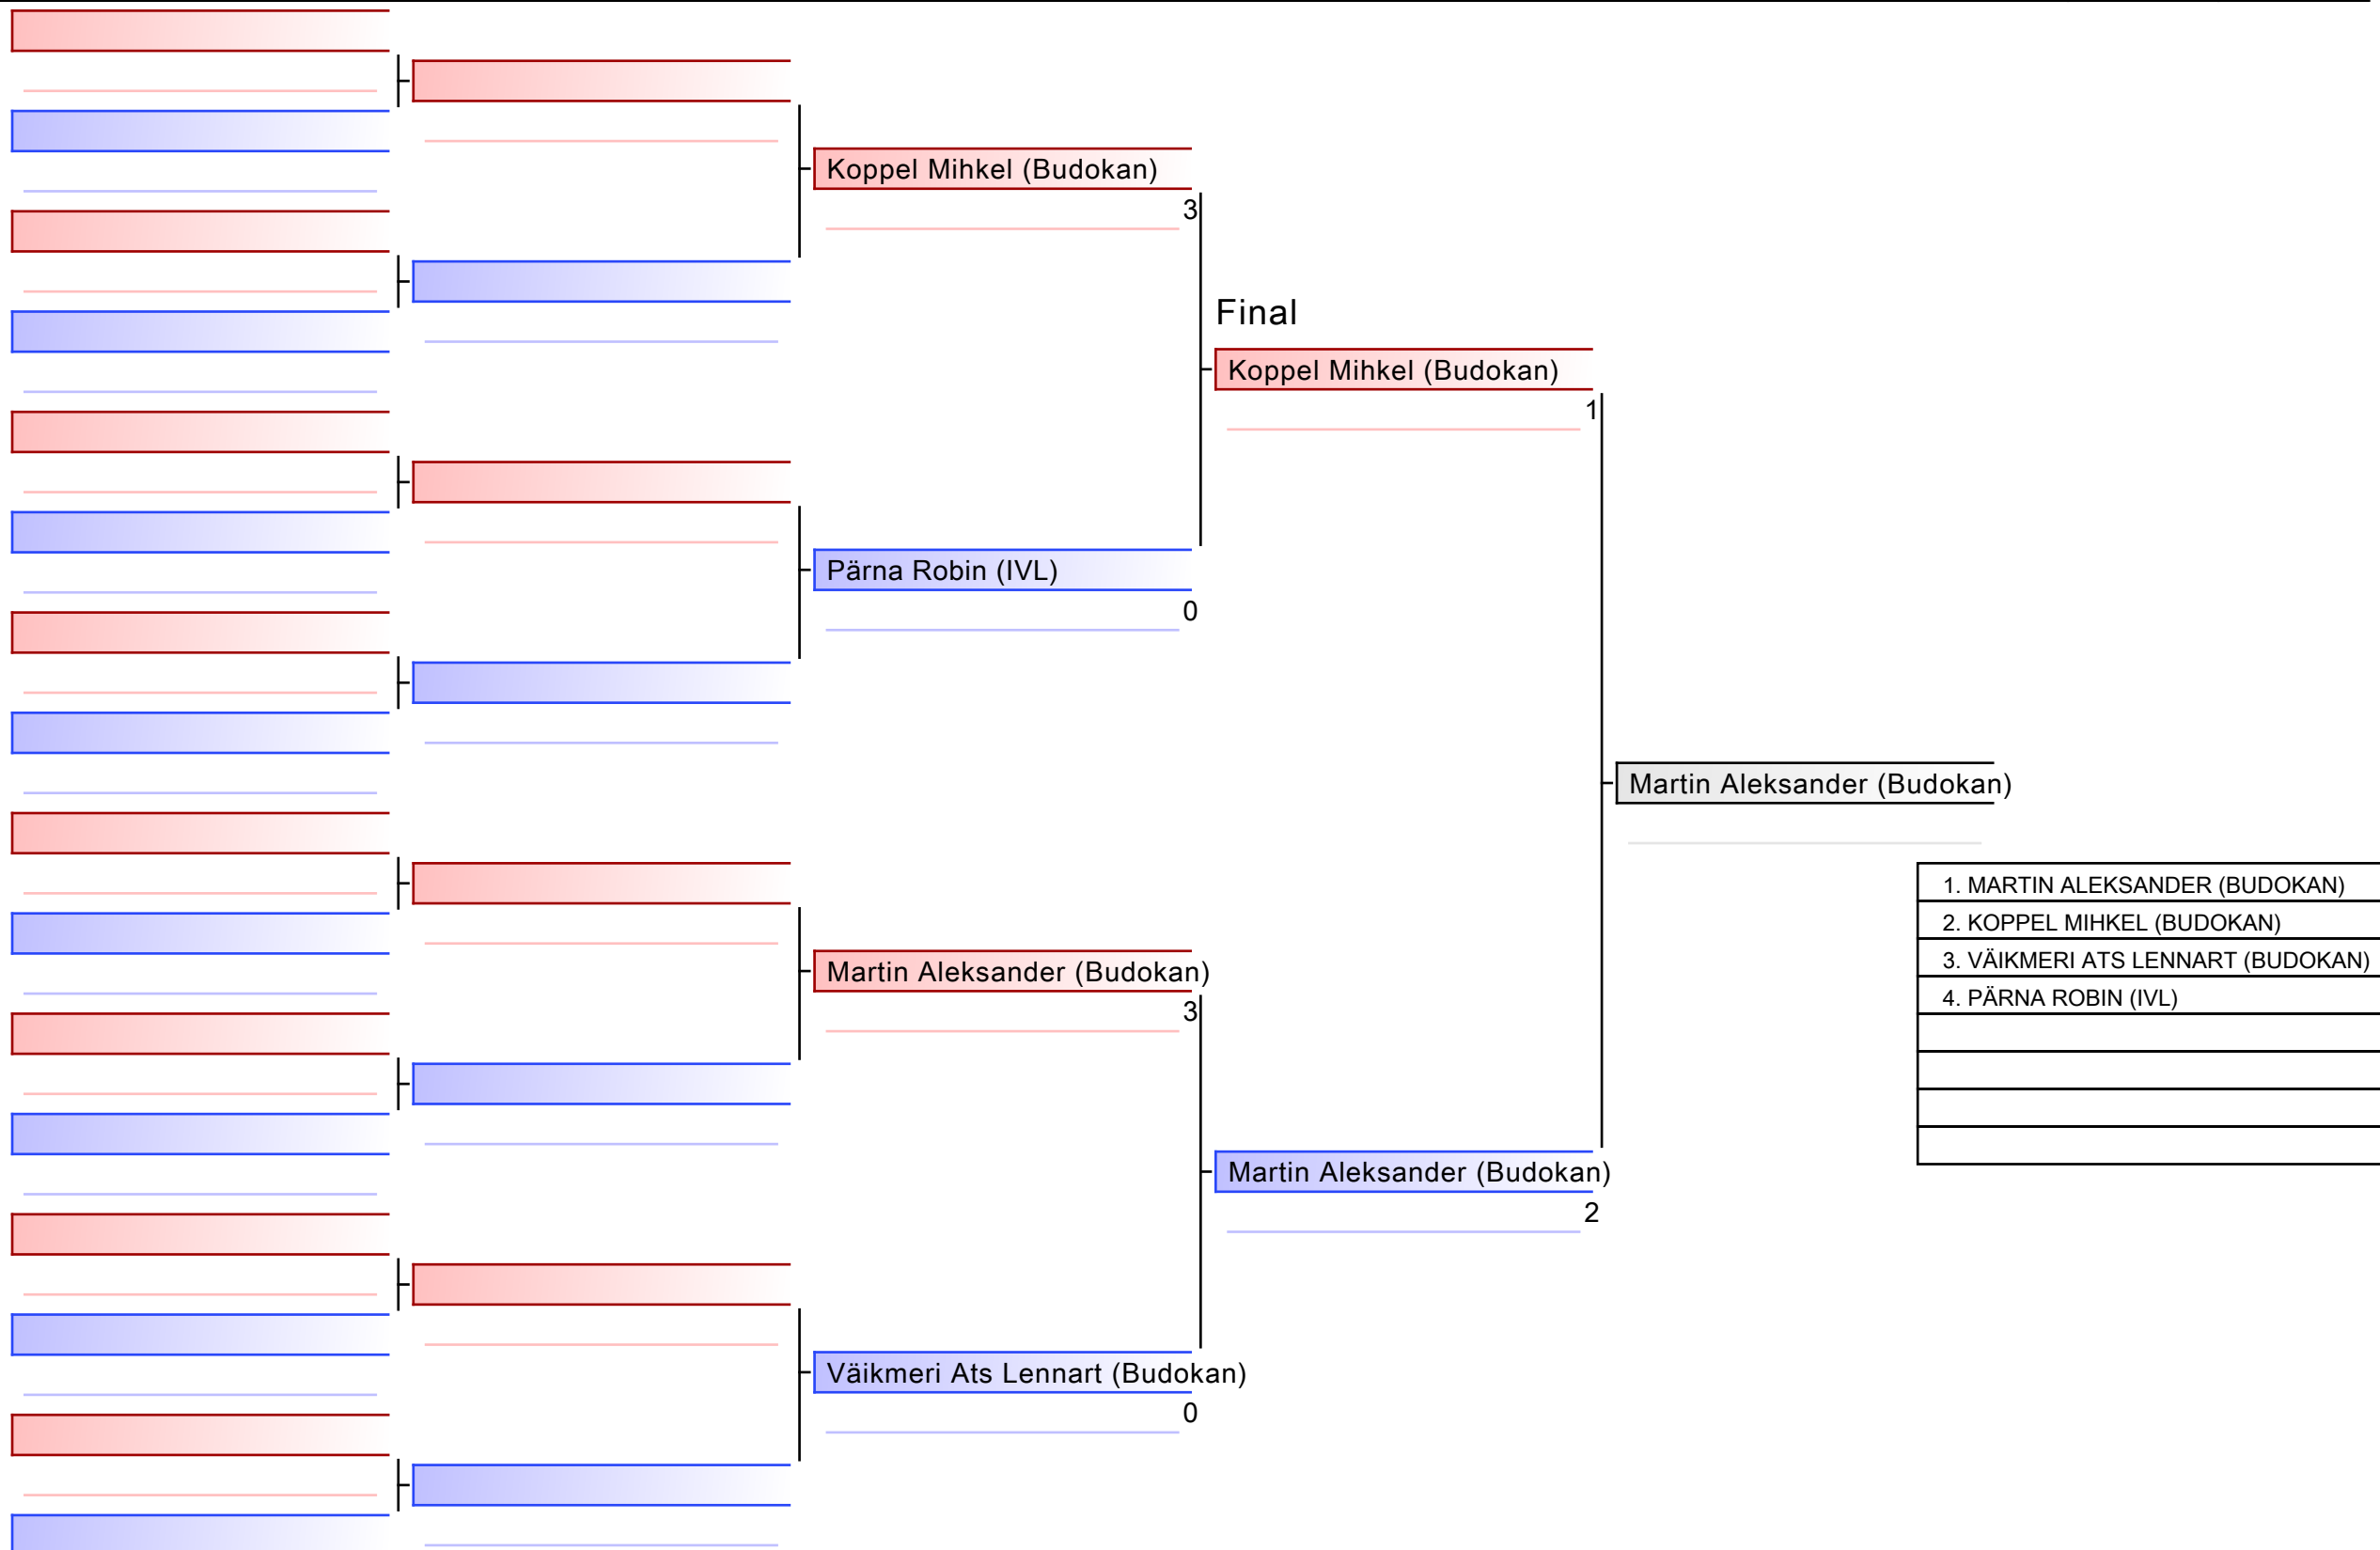 Koppel Mihkel (Budokan)
3
Final
Koppel Mihkel (Budokan)
1
Pärna Robin (IVL)
0
Martin Aleksander (Budokan)
1. MARTIN ALEKSANDER (BUDOKAN)
2. KOPPEL MIHKEL (BUDOKAN)
3. VÄIKMERI ATS LENNART (BUDOKAN)
4. PÄRNA ROBIN (IVL)
Martin Aleksander (Budokan)
3
Martin Aleksander (Budokan)
2
Väikmeri Ats Lennart (Budokan)
0